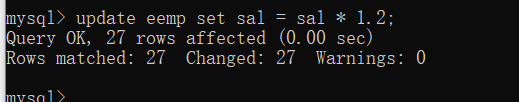 mysql> update eemp set sal = sal * 1.2;
Query OK, 27 rows affected (0.00 sec)
Rows matched: 27  Changed: 27  Warnings: 0
mysql>